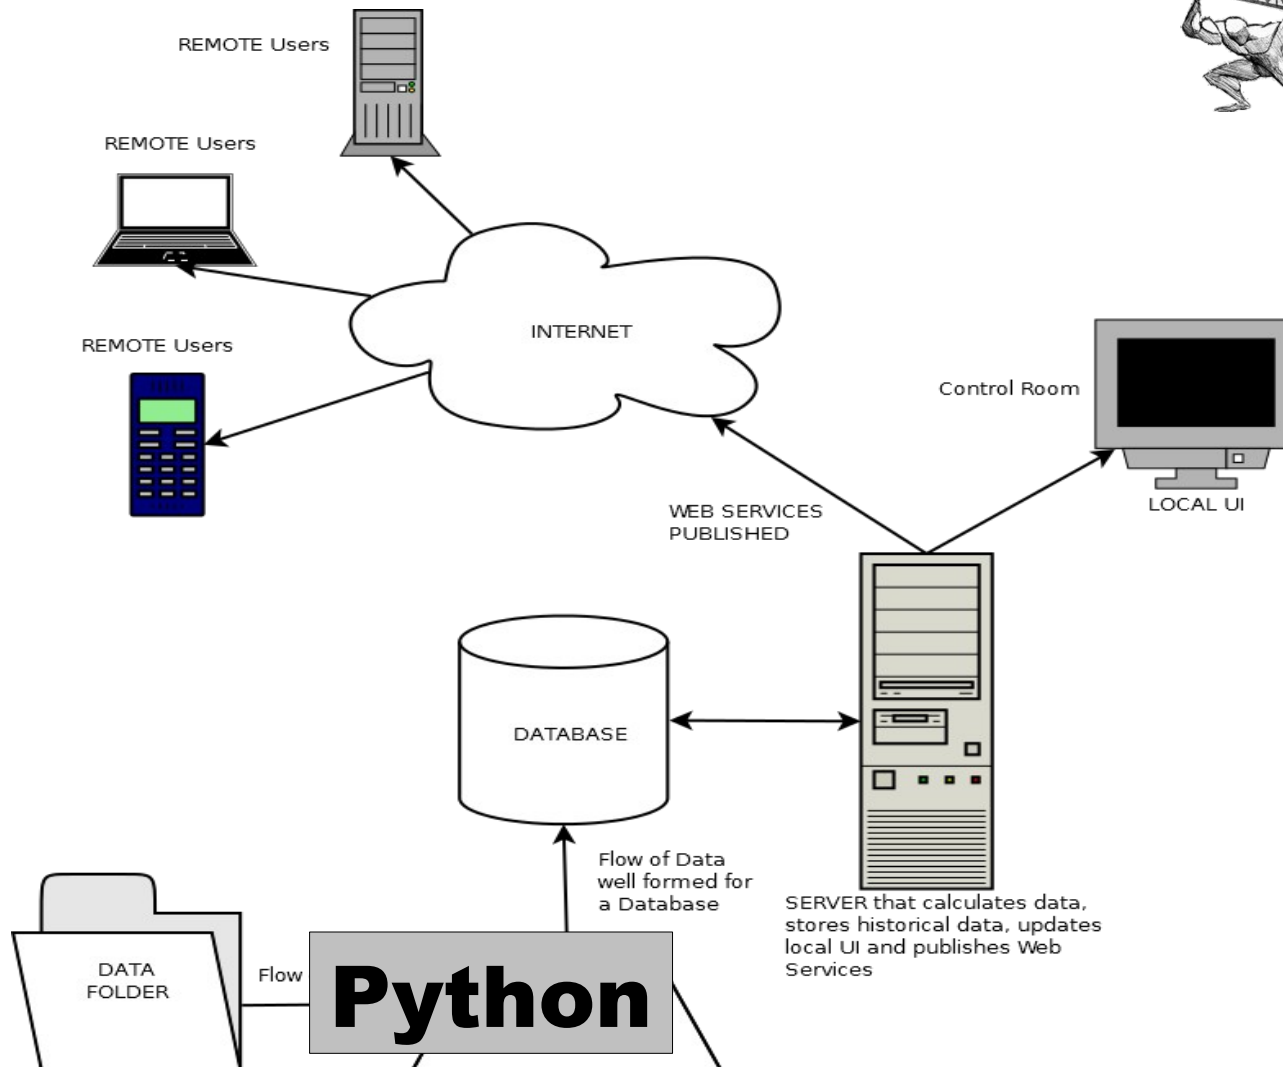 REMOTE Users
REMOTE Users
REMOTE Users
INTERNET
Control Room
LOCAL UI
WEB SERVICES
PUBLISHED
DATABASE
Flow of Data
well formed for
a Database
SERVER that calculates data,
stores historical data, updates
local UI and publishes Web
Services
DATA
FOLDER
Flow
Python